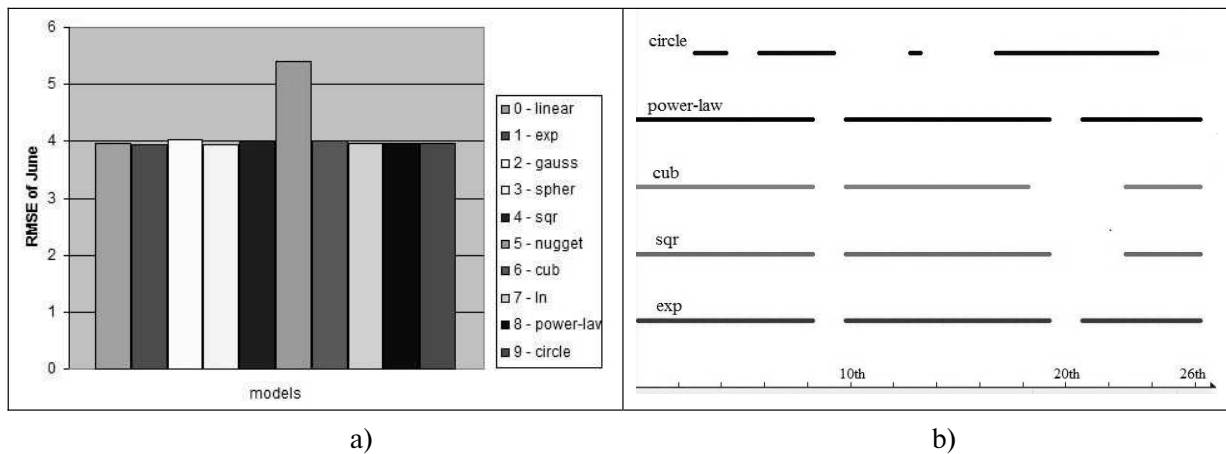 6
5
4
3
2
1
0
RMSE of June
models
0 - linear
1 - exp
2 - gauss
3 - spher
4 - sqr
5 - nugget
6 - cub
7 - ln
8 - power-law
9 - circle
a)
circle
power-law
cub
sqr
exp
10th 20th 26th
b)